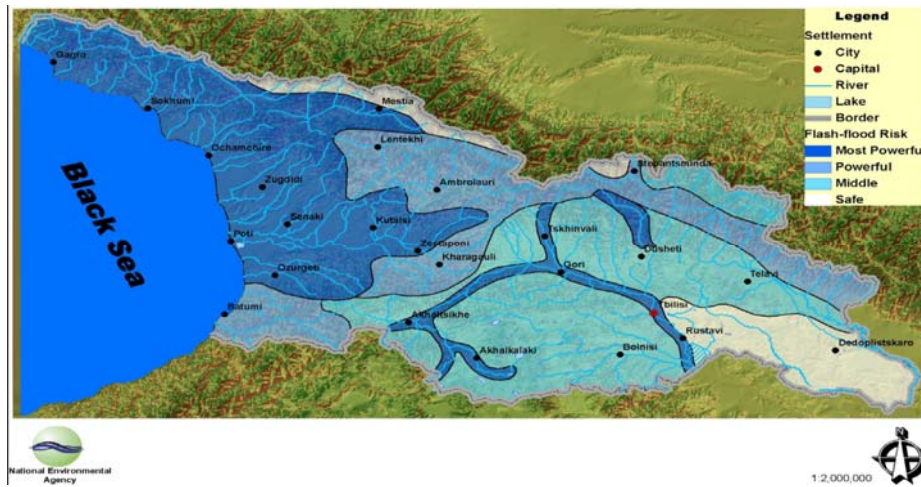 Legend
Settlement
City
Capital
River
Lake
Border
Flash-flood Risk
Most Powerful
Powerful
Middle
Safe
Gagra
Sokhumi
Mestia
Lentekhi
Ochamchire
Stepantsminda
Ambrolauri
Zugdidi
Black Sea
Senaki
Kutaisi
Poti
Tskhinvali
Zestaponi
Dusheti
Kharagauli
Gori
Ozurgeti
Telavi
Batumi
Tbilisi
Akhaltsikhe
Rustavi
Akhalkalaki
Bolnisi
Dedoplistskaro
National Environmental
Agency
1:2,000,000